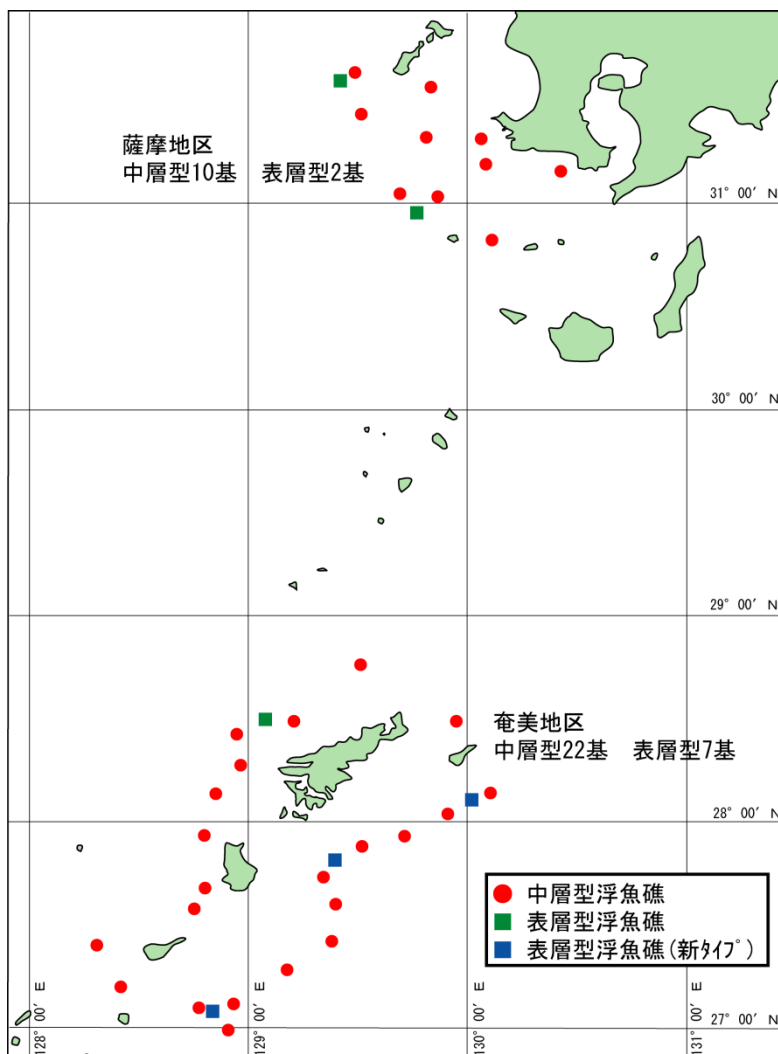 薩摩地区
中層型10基　表層型2基
31° 00′ N
30° 00′ N
29° 00′ N
奄美地区
中層型22基　表層型7基
28° 00′ N
中層型浮魚礁
表層型浮魚礁
表層型浮魚礁(新ﾀｲﾌﾟ)
27° 00′ N
128° 00′ E
129° 00′ E
130° 00′ E
131° 00′ E